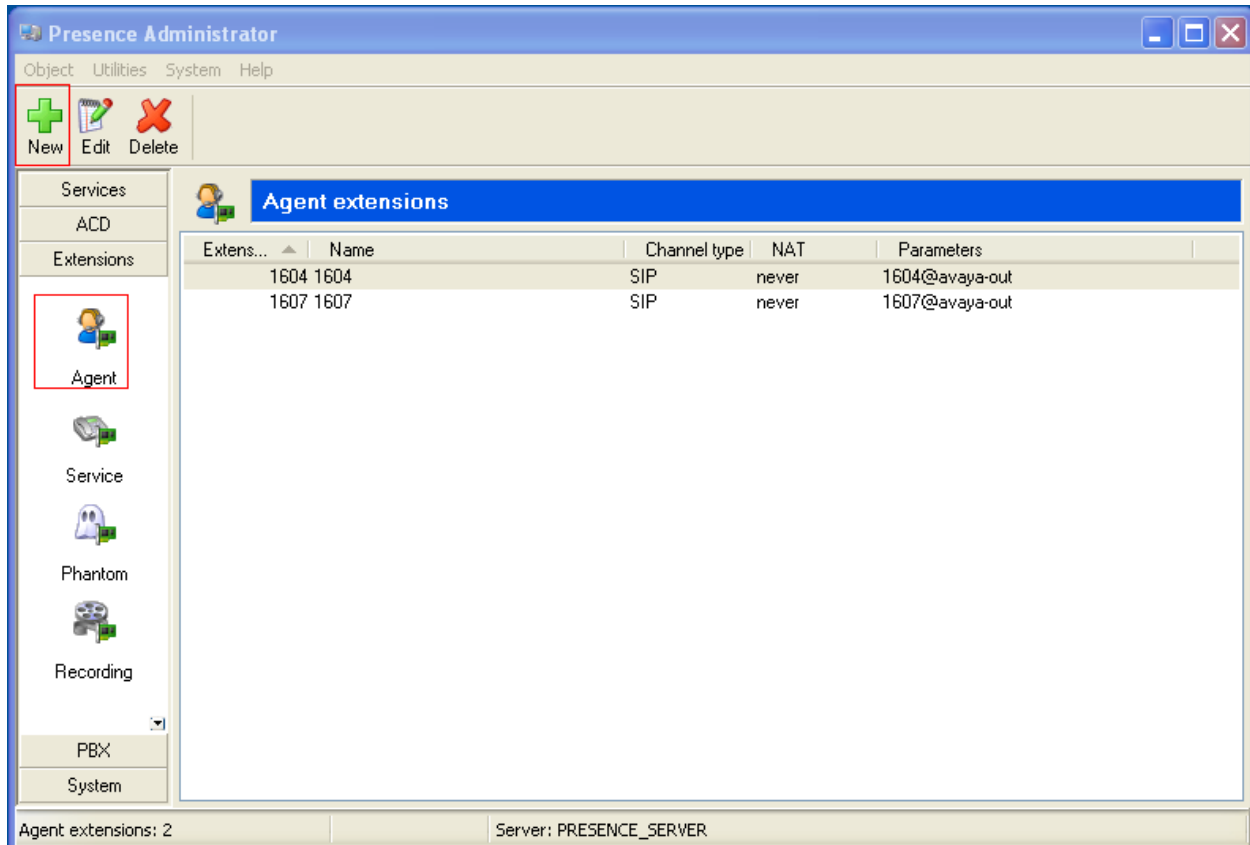 Presence Administrator
Object Utilities System Help
New Edit Delete
Services
ACD
Extensions
Agent
Service
Phantom
Recording
PBX
System
Agent extensions
Extens... Name Channel type NAT Parameters
1604 1604 SIP never 1604@avaya-out
1607 1607 SIP never 1607@avaya-out
Agent extensions: 2 Server: PRESENCE_SERVER